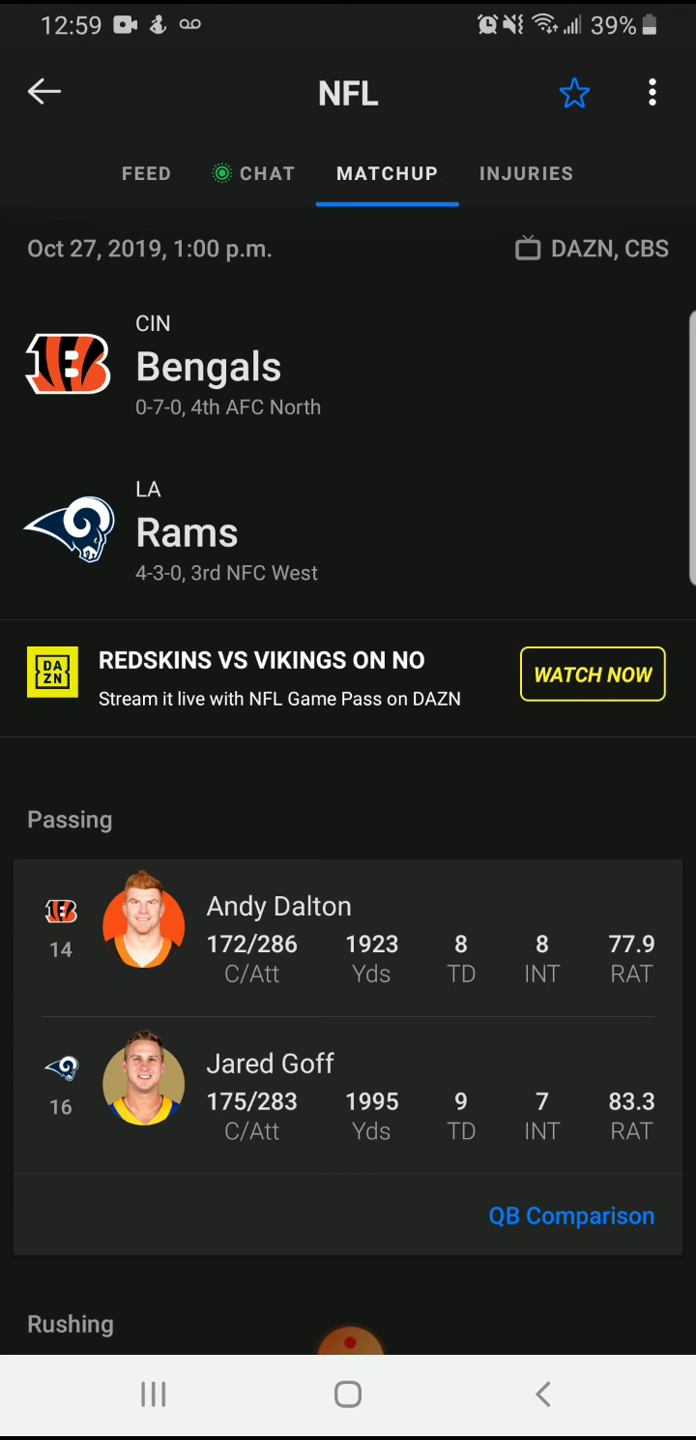 12:59 39%
NFL
FEED CHAT MATCHUP INJURIES
Oct 27, 2019, 1:00 p.m. DAZN, CBS
CIN
Bengals
0-7-0, 4th AFC North
LA
Rams
4-3-0, 3rd NFC West
DA
ZN
REDSKINS VS VIKINGS ON NO
Stream it live with NFL Game Pass on DAZN
WATCH NOW
Passing
Andy Dalton
14 172/286 1923 8 8 77.9
C/Att Yds TD INT RAT
Jared Goff
16 175/283 1995 9 7 83.3
C/Att Yds TD INT RAT
QB Comparison
Rushing